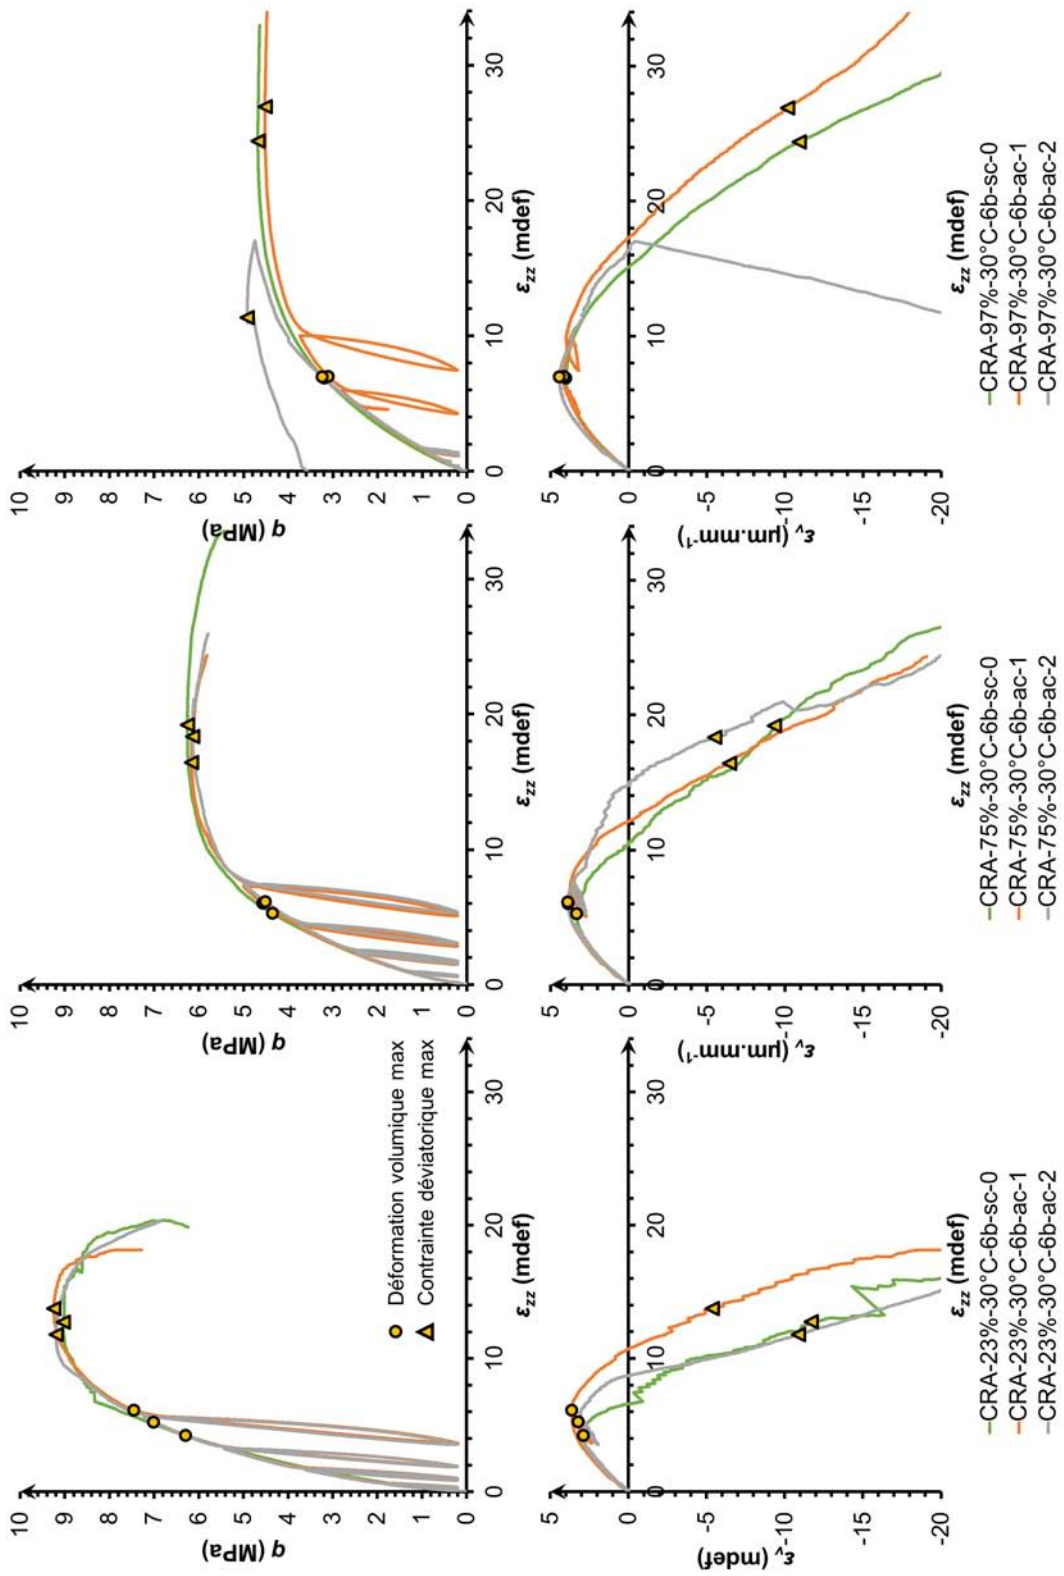 q (MPa)
10
9
8
7
6
5
4
3
2
1
0
0 10 20 30
εzz (mdef)
Déformation volumique max
Contrainte déviatorique max
q (MPa)
10
9
8
7
6
5
4
3
2
1
0
0 10 20 30
εzz (mdef)
q (MPa)
10
9
8
7
6
5
4
3
2
1
0
0 10 20 30
εzz (mdef)
εv (mdef)
5
0
-5
-10
-15
-20
0 10 20 30
εzz (mdef)
CRA-23%-30°C-6b-sc-0
CRA-23%-30°C-6b-ac-1
CRA-23%-30°C-6b-ac-2
εv (µm.mm-1)
5
0
-5
-10
-15
-20
0 10 20 30
εzz (mdef)
CRA-75%-30°C-6b-sc-0
CRA-75%-30°C-6b-ac-1
CRA-75%-30°C-6b-ac-2
εv (µm.mm-1)
5
0
-5
-10
-15
-20
0 10 20 30
εzz (mdef)
CRA-97%-30°C-6b-sc-0
CRA-97%-30°C-6b-ac-1
CRA-97%-30°C-6b-ac-2